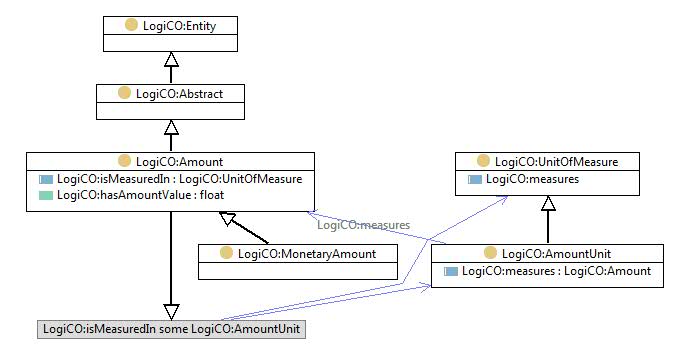 LogiCO:Entity
LogiCO:Abstract
LogiCO:Amount
LogiCO:isMeasuredIn : LogiCO:UnitOfMeasure
LogiCO:hasAmountValue : float
LogiCO:UnitOfMeasure
LogiCO:measures
LogiCO:measures
LogiCO:MonetaryAmount
LogiCO:AmountUnit
LogiCO:measures : LogiCO:Amount
LogiCO:isMeasuredIn some LogiCO:AmountUnit